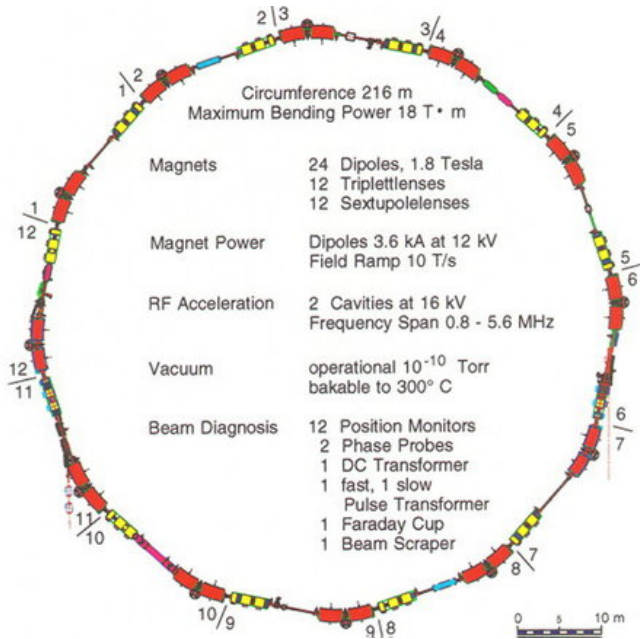 2/3
3/4
1/2
Circumference 216 m
Maximum Bending Power 18 T • m
4/5
Magnets 24 Dipoles, 1.8 Tesla
12 Triplettlenses
12 Sextupolelenses
1/12
Magnet Power Dipoles 3.6 kA at 12 kV
Field Ramp 10 T/s
5/6
RF Acceleration 2 Cavities at 16 kV
Frequency Span 0.8 - 5.6 MHz
12/11
Vacuum operational 10⁻¹⁰ Torr
bakable to 300° C
6/7
Beam Diagnosis 12 Position Monitors
2 Phase Probes
1 DC Transformer
1 fast, 1 slow
Pulse Transformer
1 Faraday Cup
1 Beam Scraper
11/10
8/7
10/9
9/8
0 5 10 m